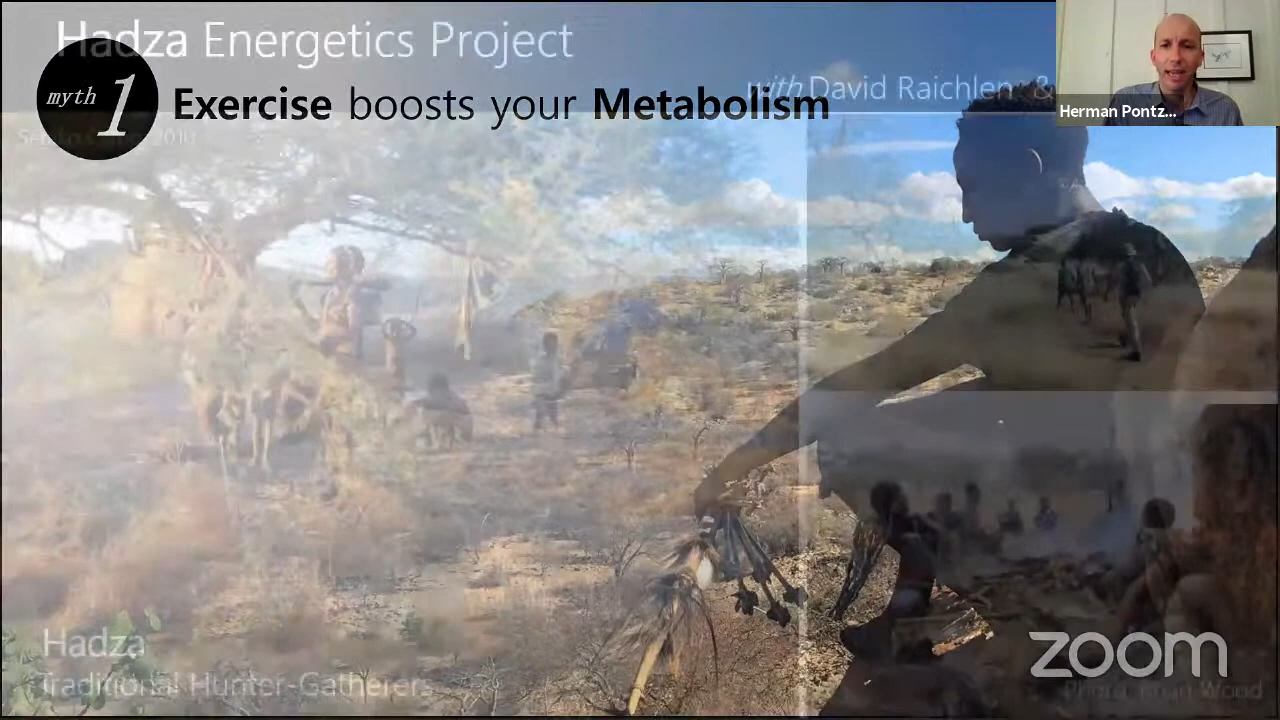 Hadza Energetics Project
myth 1
Exercise boosts your Metabolism
with David Raichlen, &
Herman Pontz...
Hadza
Traditional Hunter-Gatherers
zoom
Wood